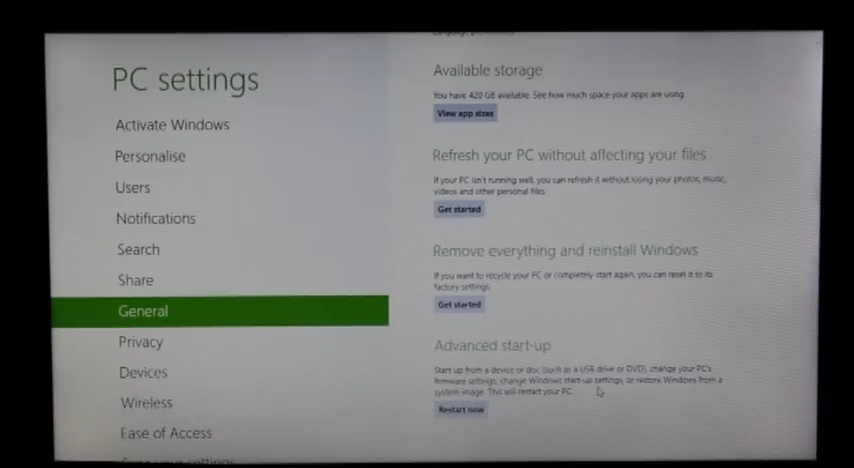 PC settings
Activate Windows
Personalise
Users
Notifications
Search
Share
General
Privacy
Devices
Wireless
Ease of Access
Sync your settings
Available storage
You have 420 GB available. See how much space your apps are using.
View app sizes
Refresh your PC without affecting your files
If your PC isn't running well, you can refresh it without losing your photos, music,
videos and other personal files.
Get started
Remove everything and reinstall Windows
If you want to recycle your PC or completely start again, you can reset it to its
factory settings.
Get started
Advanced start-up
Start up from a device or disc (such as a USB drive or DVD), change your PC's
firmware settings, change Windows start-up settings, or restore Windows from a
system image. This will restart your PC.
Restart now